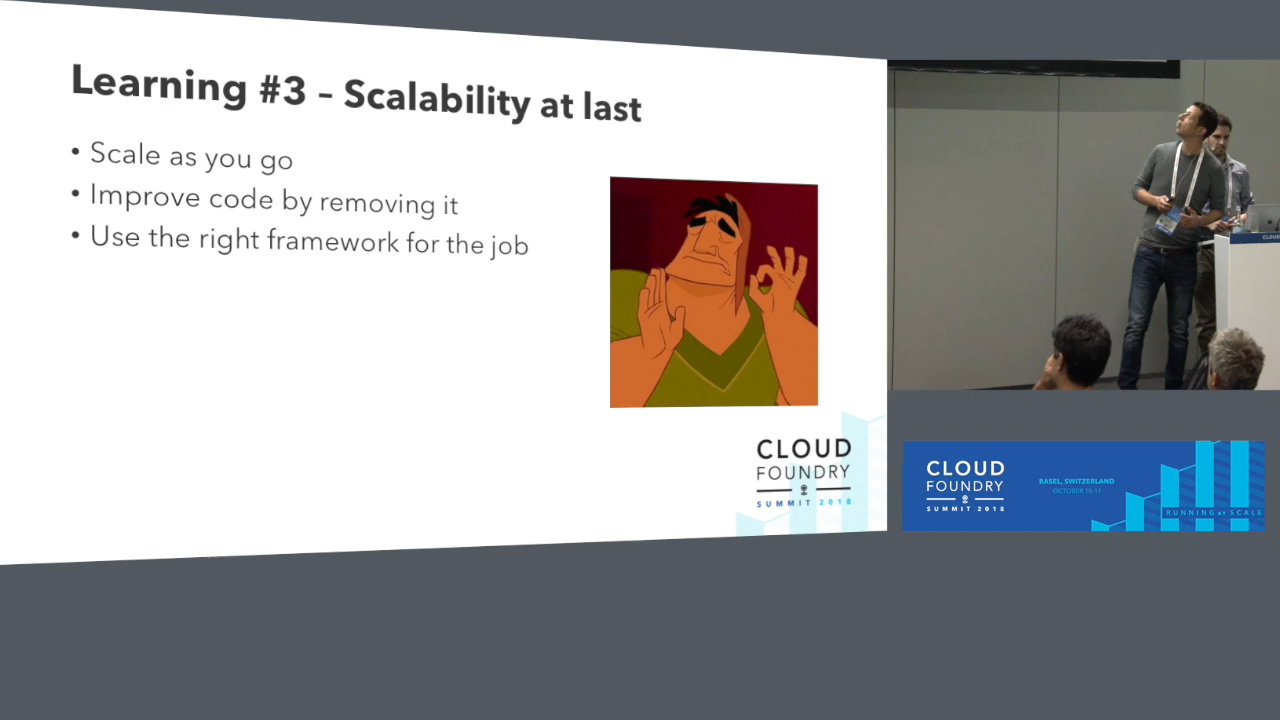 Learning #3 – Scalability at last
• Scale as you go
• Improve code by removing it
• Use the right framework for the job
CLOUD
FOUNDRY
SUMMIT 2018
CLOUD
CLOUD
FOUNDRY
SUMMIT 2018
BASEL, SWITZERLAND
OCTOBER 10-11
RUNNING AT SCALE